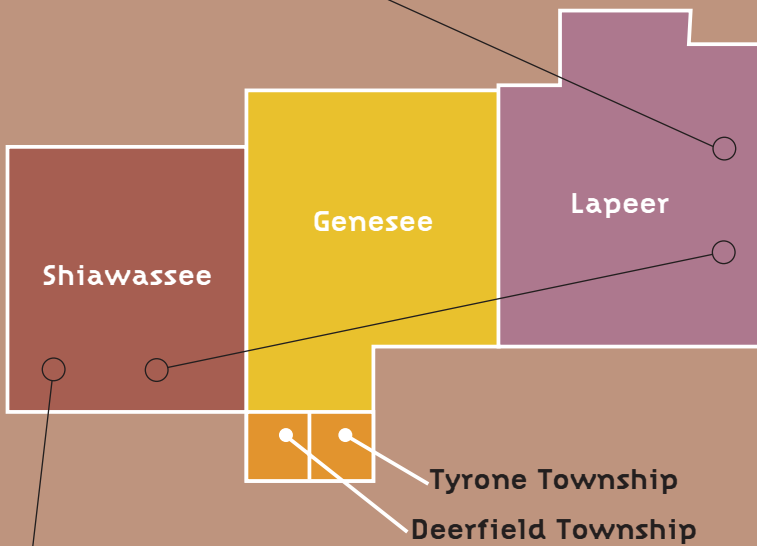 Lapeer
Genesee
Shiawassee
Tyrone Township
Deerfield Township